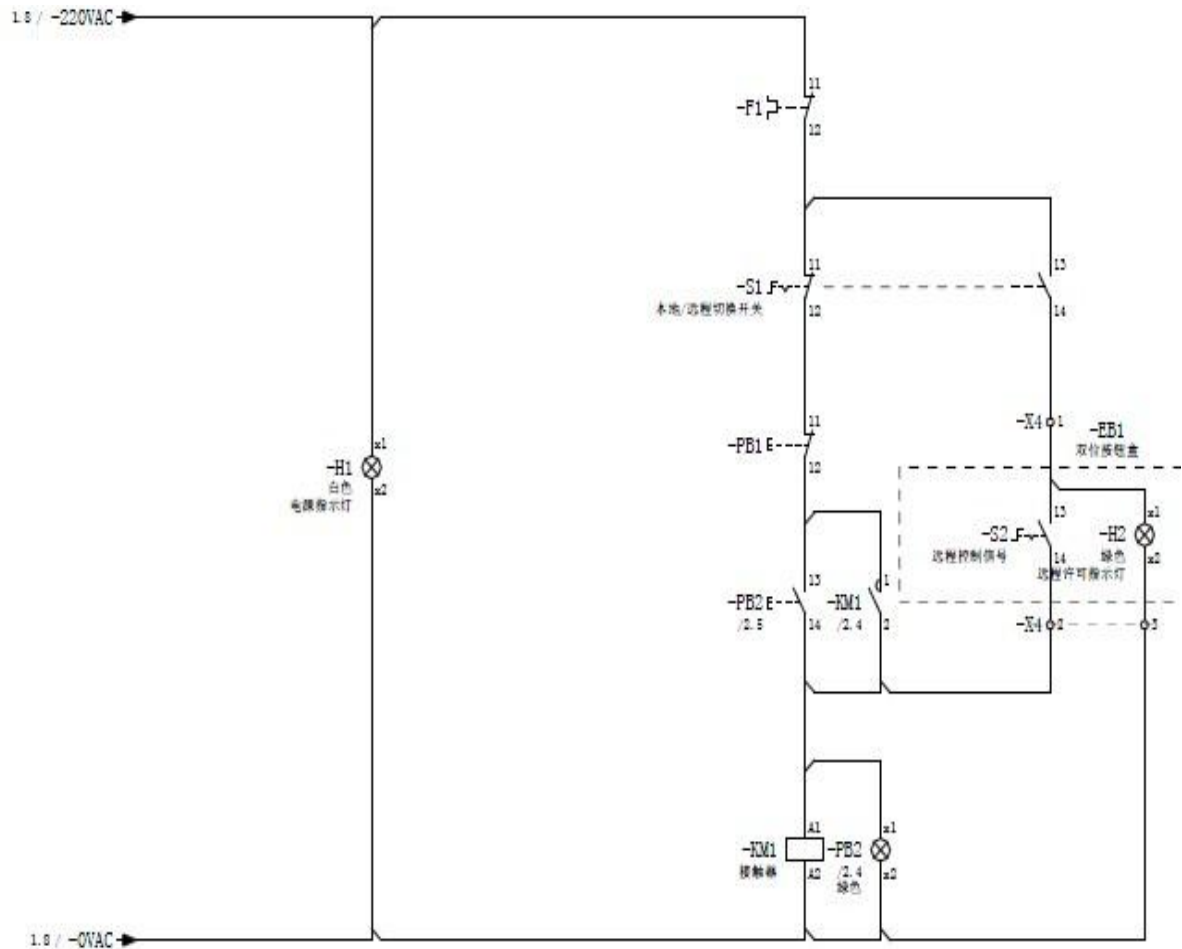 1.8 / -220VAC
11
-F1
12
11
13
-S1
本地/远程切换开关
12
14
11
-X4
1
-EB1
双位按钮盒
-PB1
12
x1
-H1
白色
x2
电源指示灯
13
x1
-S2
-H2
远程控制信号
14
绿色
x2
远程许可指示灯
13
1
-PB2
-KM1
/2.5
14
/2.4
2
-X4
2
3
A1
x1
-KM1
-PB2
接触器
A2
/2.4
x2
绿色
1.8 / -0VAC